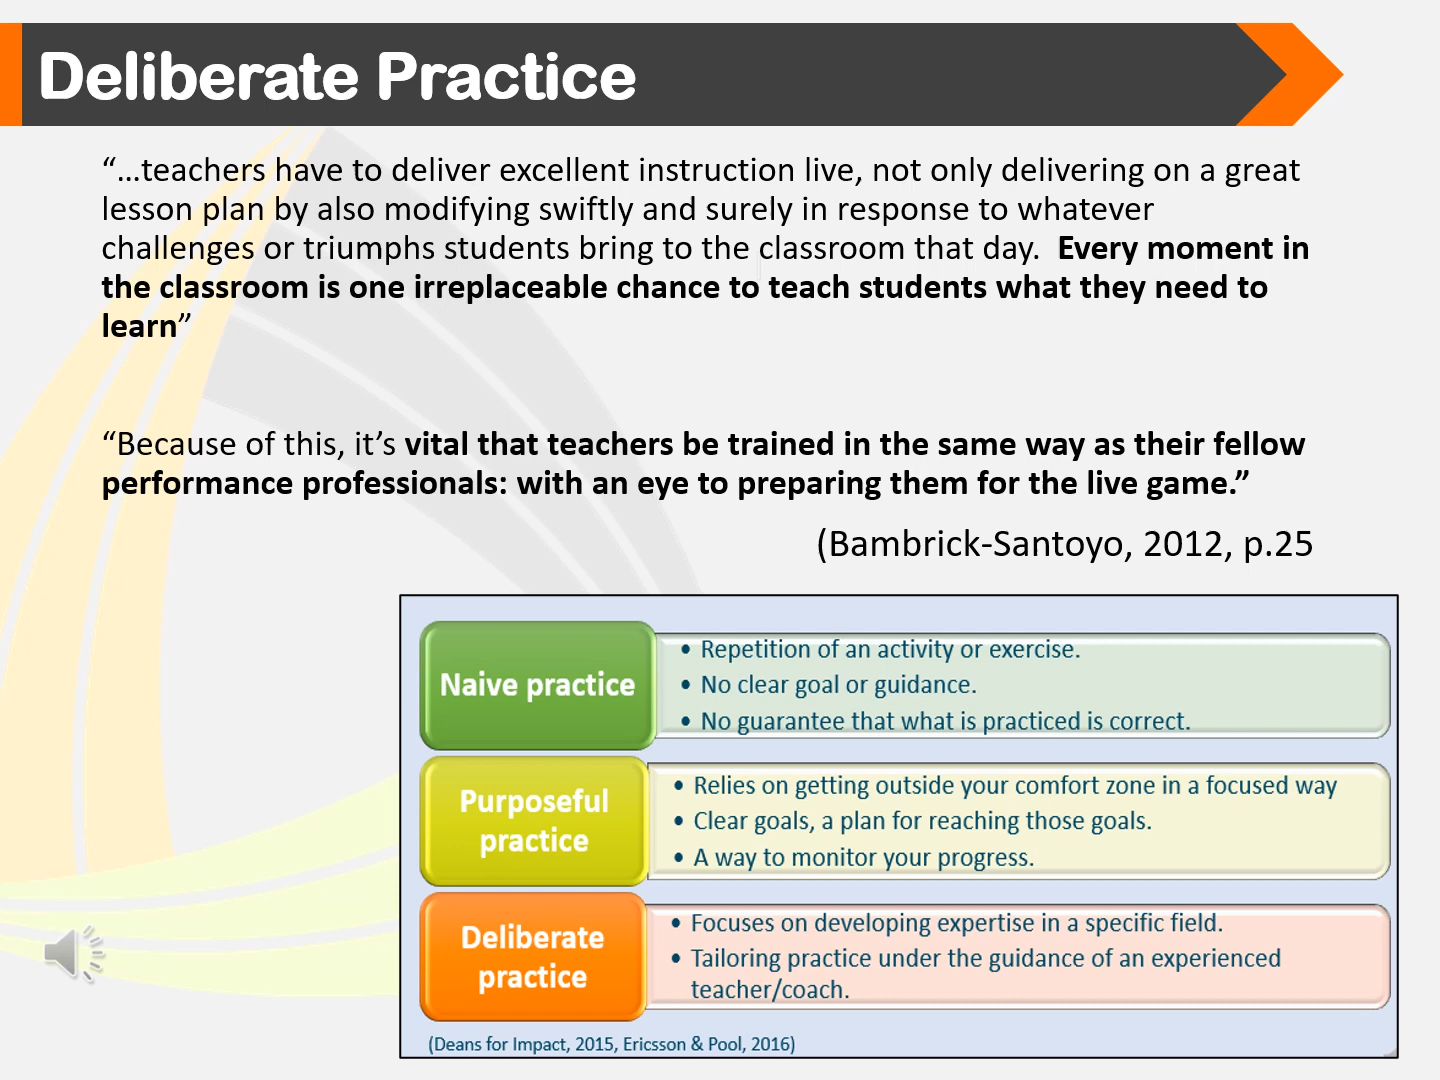 Deliberate Practice
“…teachers have to deliver excellent instruction live, not only delivering on a great
lesson plan by also modifying swiftly and surely in response to whatever
challenges or triumphs students bring to the classroom that day.  Every moment in
the classroom is one irreplaceable chance to teach students what they need to
learn”
“Because of this, it’s vital that teachers be trained in the same way as their fellow
performance professionals: with an eye to preparing them for the live game.”
(Bambrick-Santoyo, 2012, p.25
Naive practice
• Repetition of an activity or exercise.
• No clear goal or guidance.
• No guarantee that what is practiced is correct.
Purposeful
practice
• Relies on getting outside your comfort zone in a focused way
• Clear goals, a plan for reaching those goals.
• A way to monitor your progress.
Deliberate
practice
• Focuses on developing expertise in a specific field.
• Tailoring practice under the guidance of an experienced
teacher/coach.
(Deans for Impact, 2015, Ericsson & Pool, 2016)